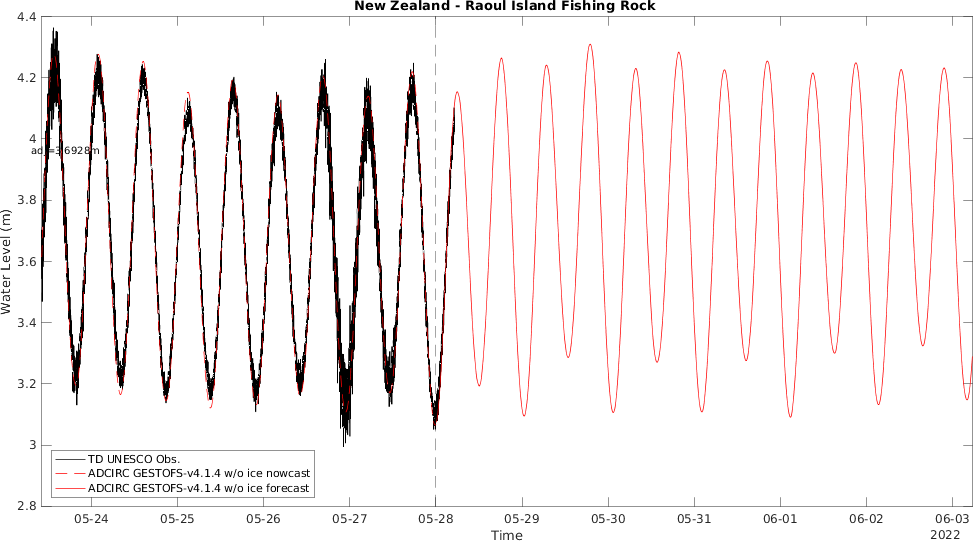 New Zealand - Raoul Island Fishing Rock
4.4
4.2
4
3.8
3.6
3.4
3.2
3
2.8
Water Level (m)
adj=3.6928m
TD UNESCO Obs.
ADCIRC GESTOFS-v4.1.4 w/o ice nowcast
ADCIRC GESTOFS-v4.1.4 w/o ice forecast
05-24 05-25 05-26 05-27 05-28 05-29 05-30 05-31 06-01 06-02 06-03
Time
2022